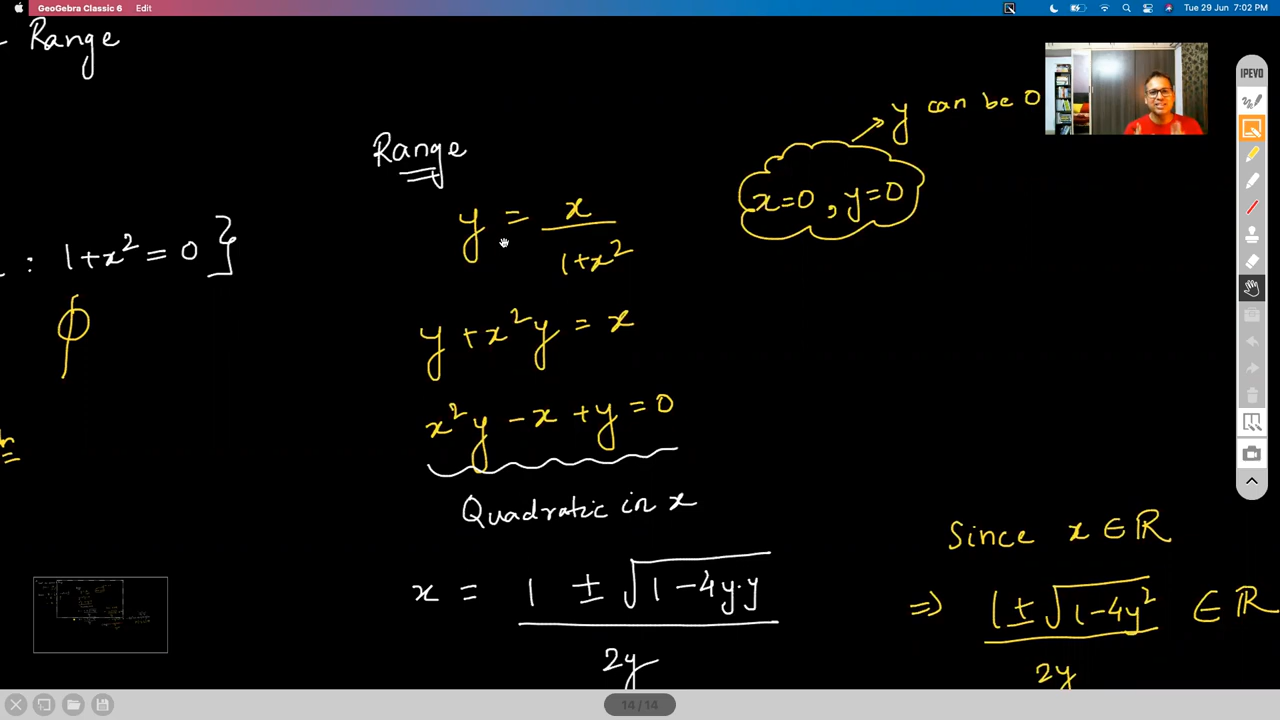 GeoGebra Classic 6 Edit
Tue 29 Jun 7:02 PM
Range
IPEVO
y can be 0
Range
x=0 , y=0
y = x / 1+x²
: 1+x² = 0 }
ϕ
y + x²y = x
x²y - x + y = 0
Quadratic in x
Since x ∈ ℝ
x = 1 ± √1-4y·y / 2y
=> 1 ± √1-4y² / 2y ∈ ℝ
14 / 14